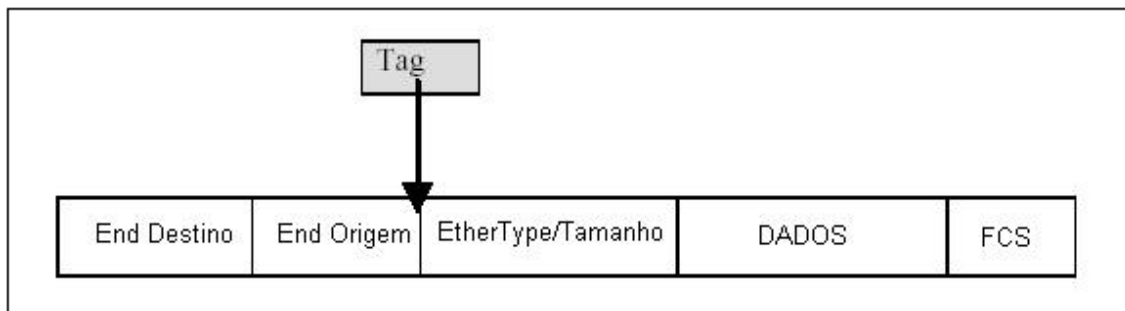 Tag
End Destino End Origem EtherType/Tamanho DADOS FCS